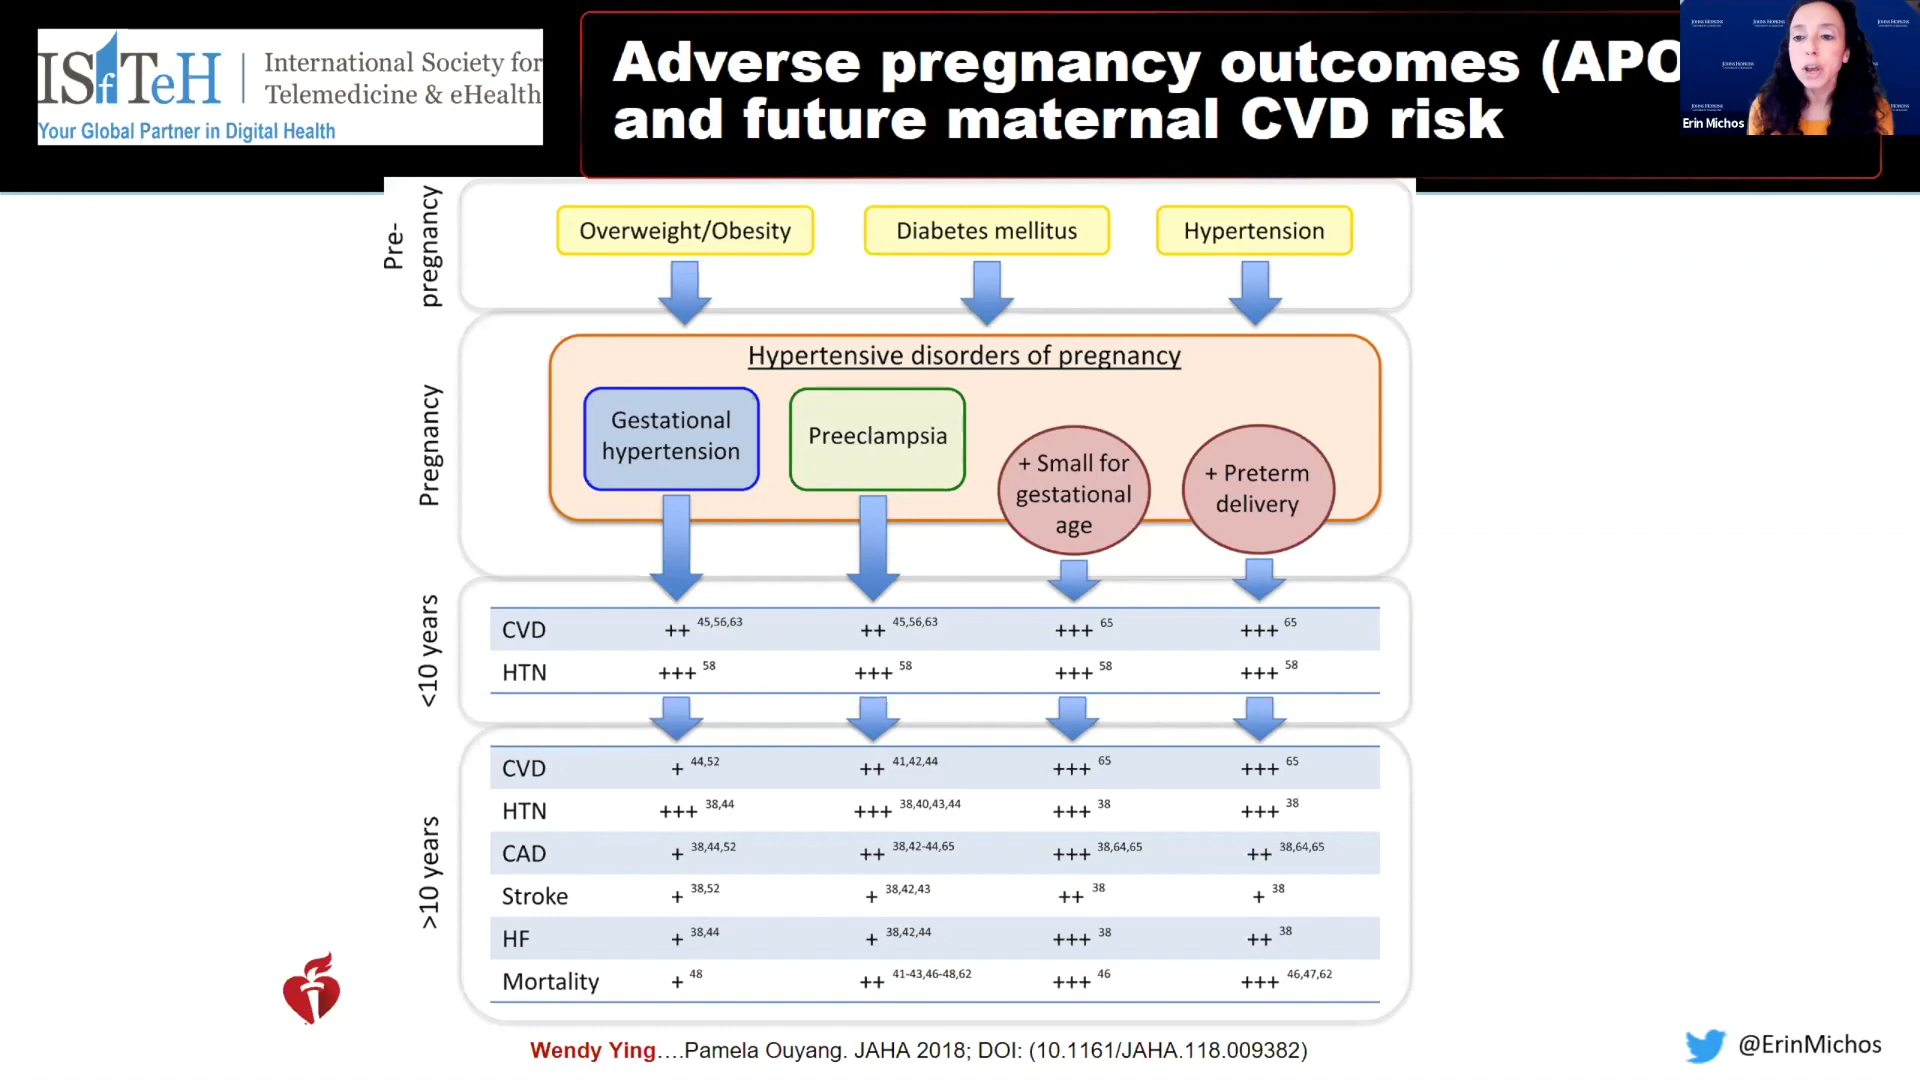 ISfTeH
International Society for
Telemedicine & eHealth
Your Global Partner in Digital Health
Adverse pregnancy outcomes (APO
and future maternal CVD risk
JOHNS HOPKINS
Erin Michos
Pre-
pregnancy
Overweight/Obesity
Diabetes mellitus
Hypertension
Pregnancy
Hypertensive disorders of pregnancy
Gestational
hypertension
Preeclampsia
+ Small for
gestational
age
+ Preterm
delivery
<10 years
CVD ++ 45,56,63 ++ 45,56,63 +++ 65 +++ 65
HTN +++ 58 +++ 58 +++ 58 +++ 58
>10 years
CVD + 44,52 ++ 41,42,44 +++ 65 +++ 65
HTN +++ 38,44 +++ 38,40,43,44 +++ 38 +++ 38
CAD + 38,44,52 ++ 38,42-44,65 +++ 38,64,65 ++ 38,64,65
Stroke + 38,52 + 38,42,43 ++ 38 + 38
HF + 38,44 + 38,42,44 +++ 38 ++ 38
Mortality + 48 ++ 41-43,46-48,62 +++ 46 +++ 46,47,62
Wendy Ying....Pamela Ouyang. JAHA 2018; DOI: (10.1161/JAHA.118.009382)
@ErinMichos